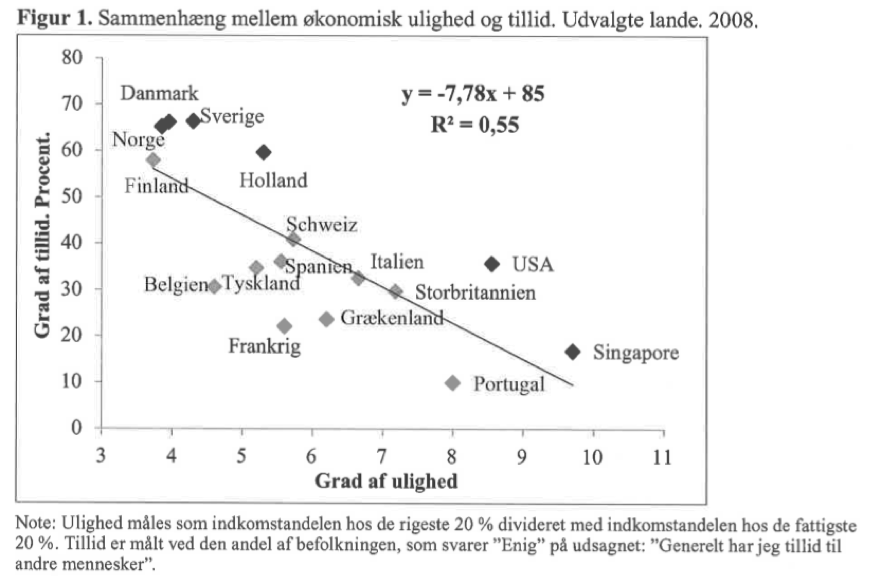 Figur 1. Sammenhæng mellem økonomisk ulighed og tillid. Udvalgte lande. 2008.
80
70
60
50
40
30
20
10
0
Grad af tillid. Procent.
y = -7,78x + 85
R² = 0,55
Danmark
Sverige
Norge
Finland
Holland
Schweiz
Spanien
Italien
USA
Belgien
Tyskland
Storbritannien
Grækenland
Frankrig
Singapore
Portugal
3 4 5 6 7 8 9 10 11
Grad af ulighed
Note: Ulighed måles som indkomstandelen hos de rigeste 20 % divideret med indkomstandelen hos de fattigste
20 %. Tillid er målt ved den andel af befolkningen, som svarer ”Enig” på udsagnet: ”Generelt har jeg tillid til
andre mennesker”.